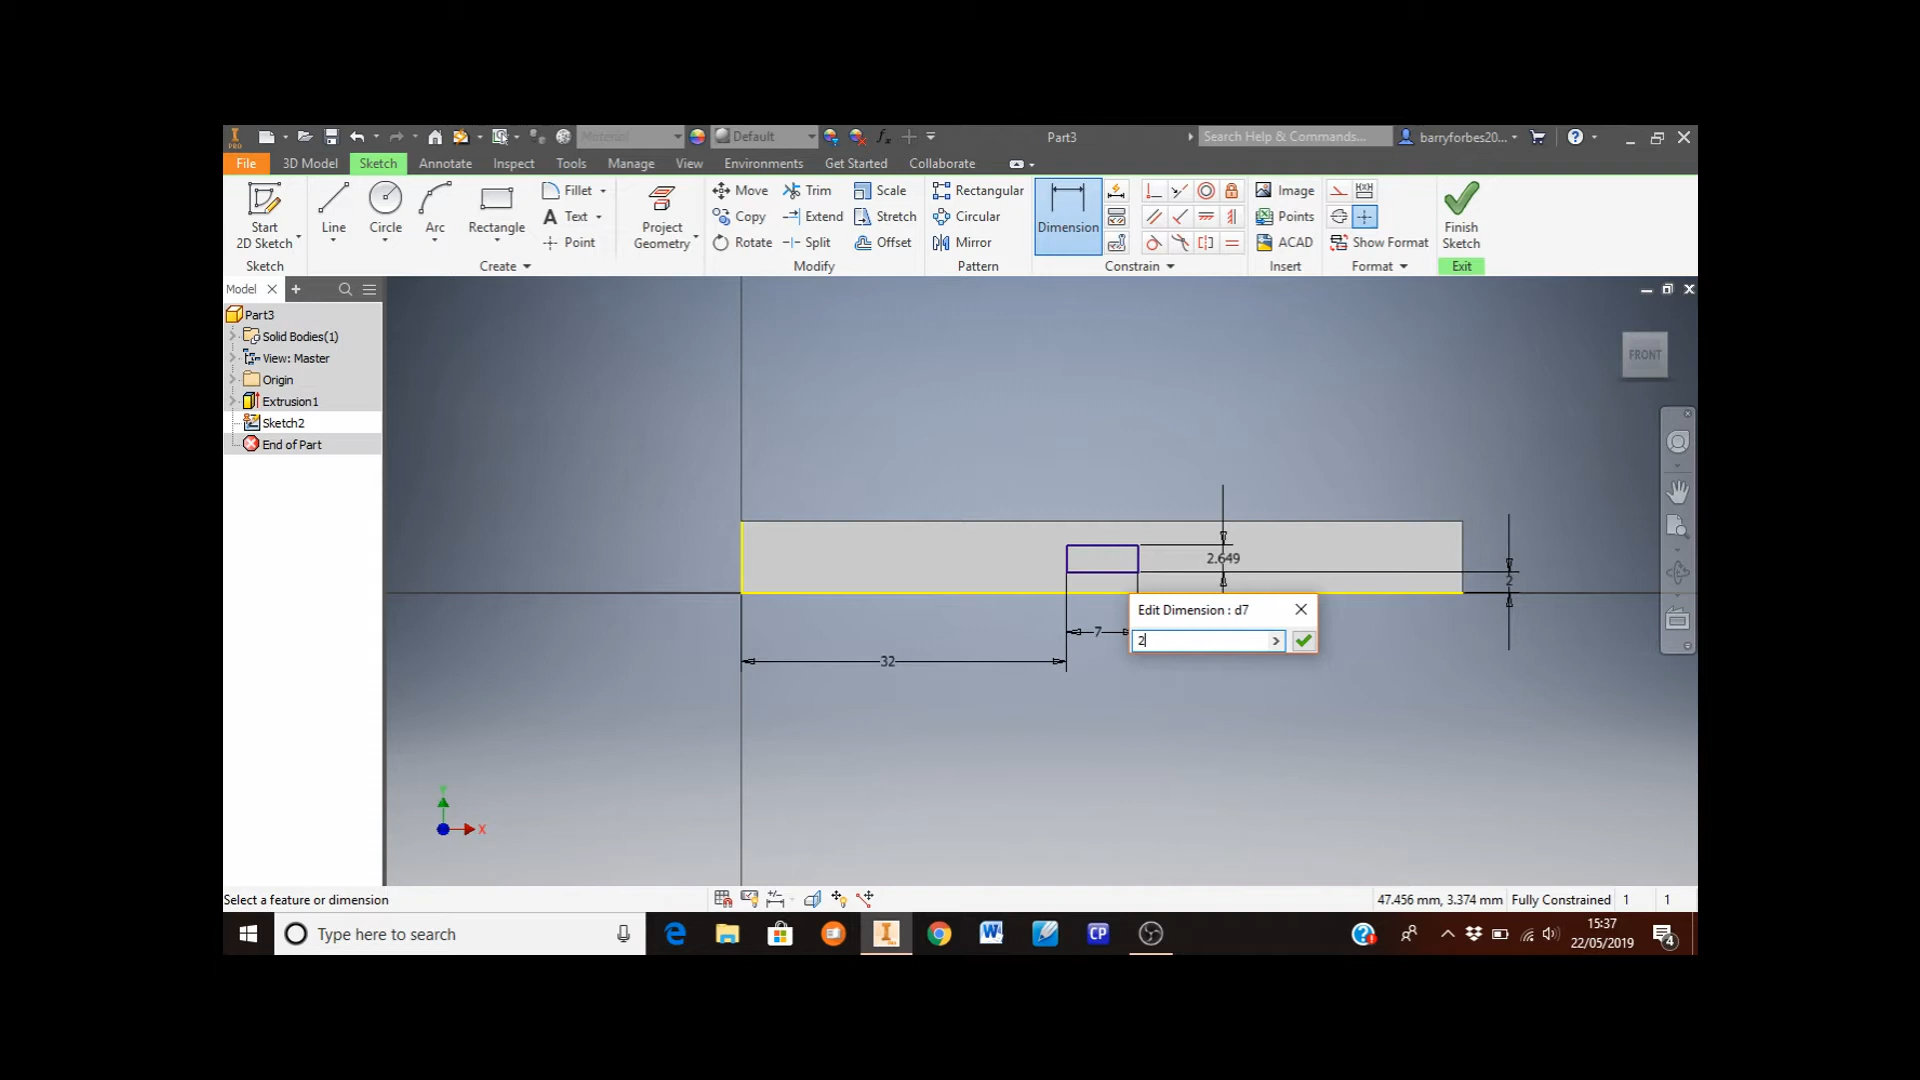 PRO
Material
Default
Part3
Search Help & Commands...
barryforbes20...
File
3D Model
Sketch
Annotate
Inspect
Tools
Manage
View
Environments
Get Started
Collaborate
Start
2D Sketch
Line
Circle
Arc
Rectangle
Fillet
Text
Point
Project
Geometry
Move
Copy
Rotate
Trim
Extend
Split
Scale
Stretch
Offset
Rectangular
Circular
Mirror
Dimension
Image
Points
ACAD
Show Format
Finish
Sketch
Sketch
Create
Modify
Pattern
Constrain
Insert
Format
Exit
Model
Part3
Solid Bodies(1)
View: Master
Origin
Extrusion1
Sketch2
End of Part
FRONT
2.649
2
Edit Dimension : d7
2
7
32
X
Select a feature or dimension
47.456 mm, 3.374 mm
Fully Constrained
1
1
Type here to search
CP
15:37
22/05/2019
4